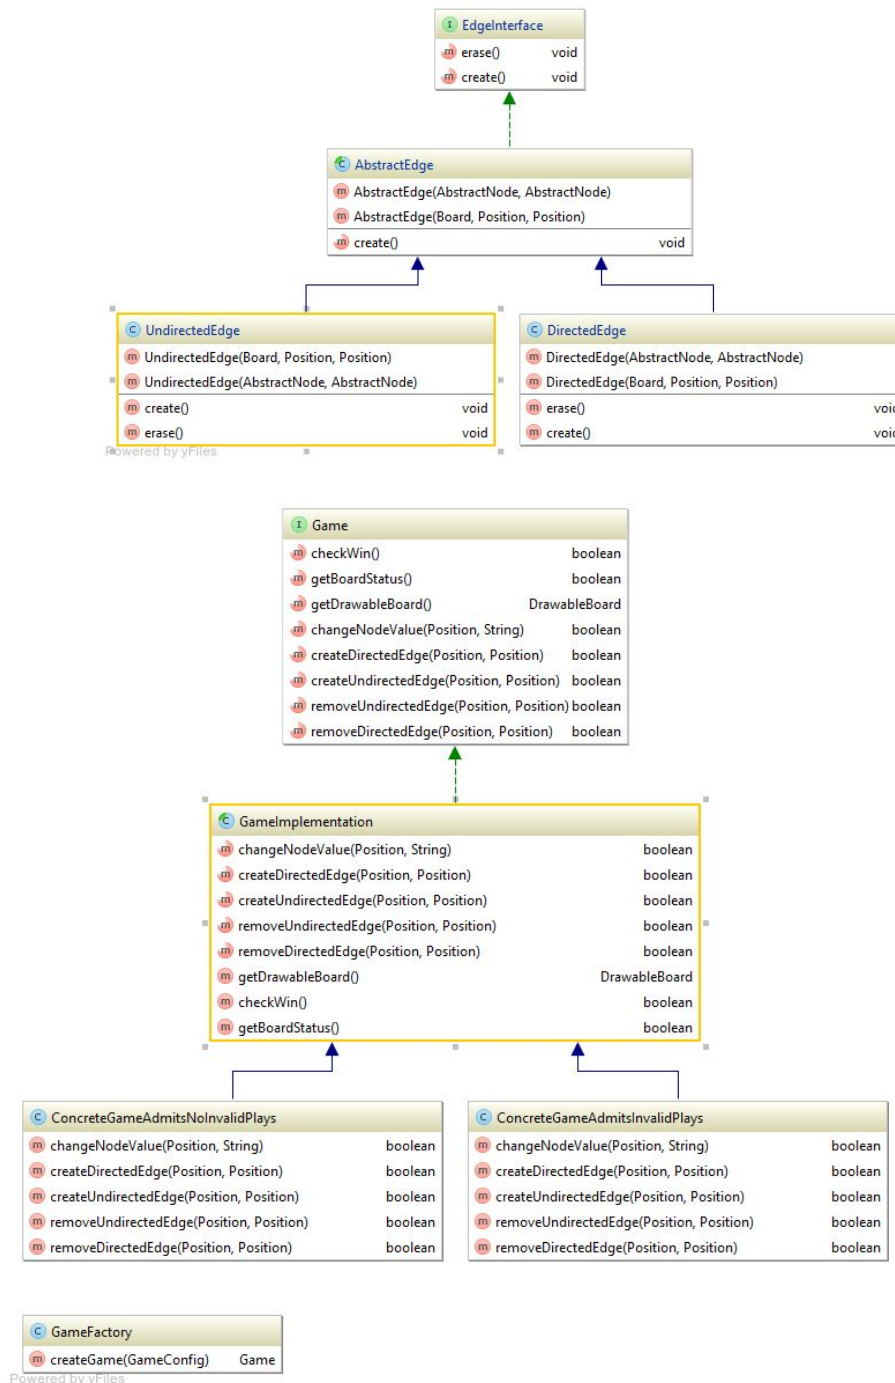 EdgeInterface
erase() void
create() void
AbstractEdge
AbstractEdge(AbstractNode, AbstractNode)
AbstractEdge(Board, Position, Position)
create() void
UndirectedEdge
UndirectedEdge(Board, Position, Position)
UndirectedEdge(AbstractNode, AbstractNode)
create() void
erase() void
DirectedEdge
DirectedEdge(AbstractNode, AbstractNode)
DirectedEdge(Board, Position, Position)
erase() void
create() void
Powered by yFiles
Game
checkWin() boolean
getBoardStatus() boolean
getDrawableBoard() DrawableBoard
changeNodeValue(Position, String) boolean
createDirectedEdge(Position, Position) boolean
createUndirectedEdge(Position, Position) boolean
removeUndirectedEdge(Position, Position) boolean
removeDirectedEdge(Position, Position) boolean
GameImplementation
changeNodeValue(Position, String) boolean
createDirectedEdge(Position, Position) boolean
createUndirectedEdge(Position, Position) boolean
removeUndirectedEdge(Position, Position) boolean
removeDirectedEdge(Position, Position) boolean
getDrawableBoard() DrawableBoard
checkWin() boolean
getBoardStatus() boolean
ConcreteGameAdmitsNoInvalidPlays
changeNodeValue(Position, String) boolean
createDirectedEdge(Position, Position) boolean
createUndirectedEdge(Position, Position) boolean
removeUndirectedEdge(Position, Position) boolean
removeDirectedEdge(Position, Position) boolean
ConcreteGameAdmitsInvalidPlays
changeNodeValue(Position, String) boolean
createDirectedEdge(Position, Position) boolean
createUndirectedEdge(Position, Position) boolean
removeUndirectedEdge(Position, Position) boolean
removeDirectedEdge(Position, Position) boolean
GameFactory
createGame(GameConfig) Game
Powered by yFiles